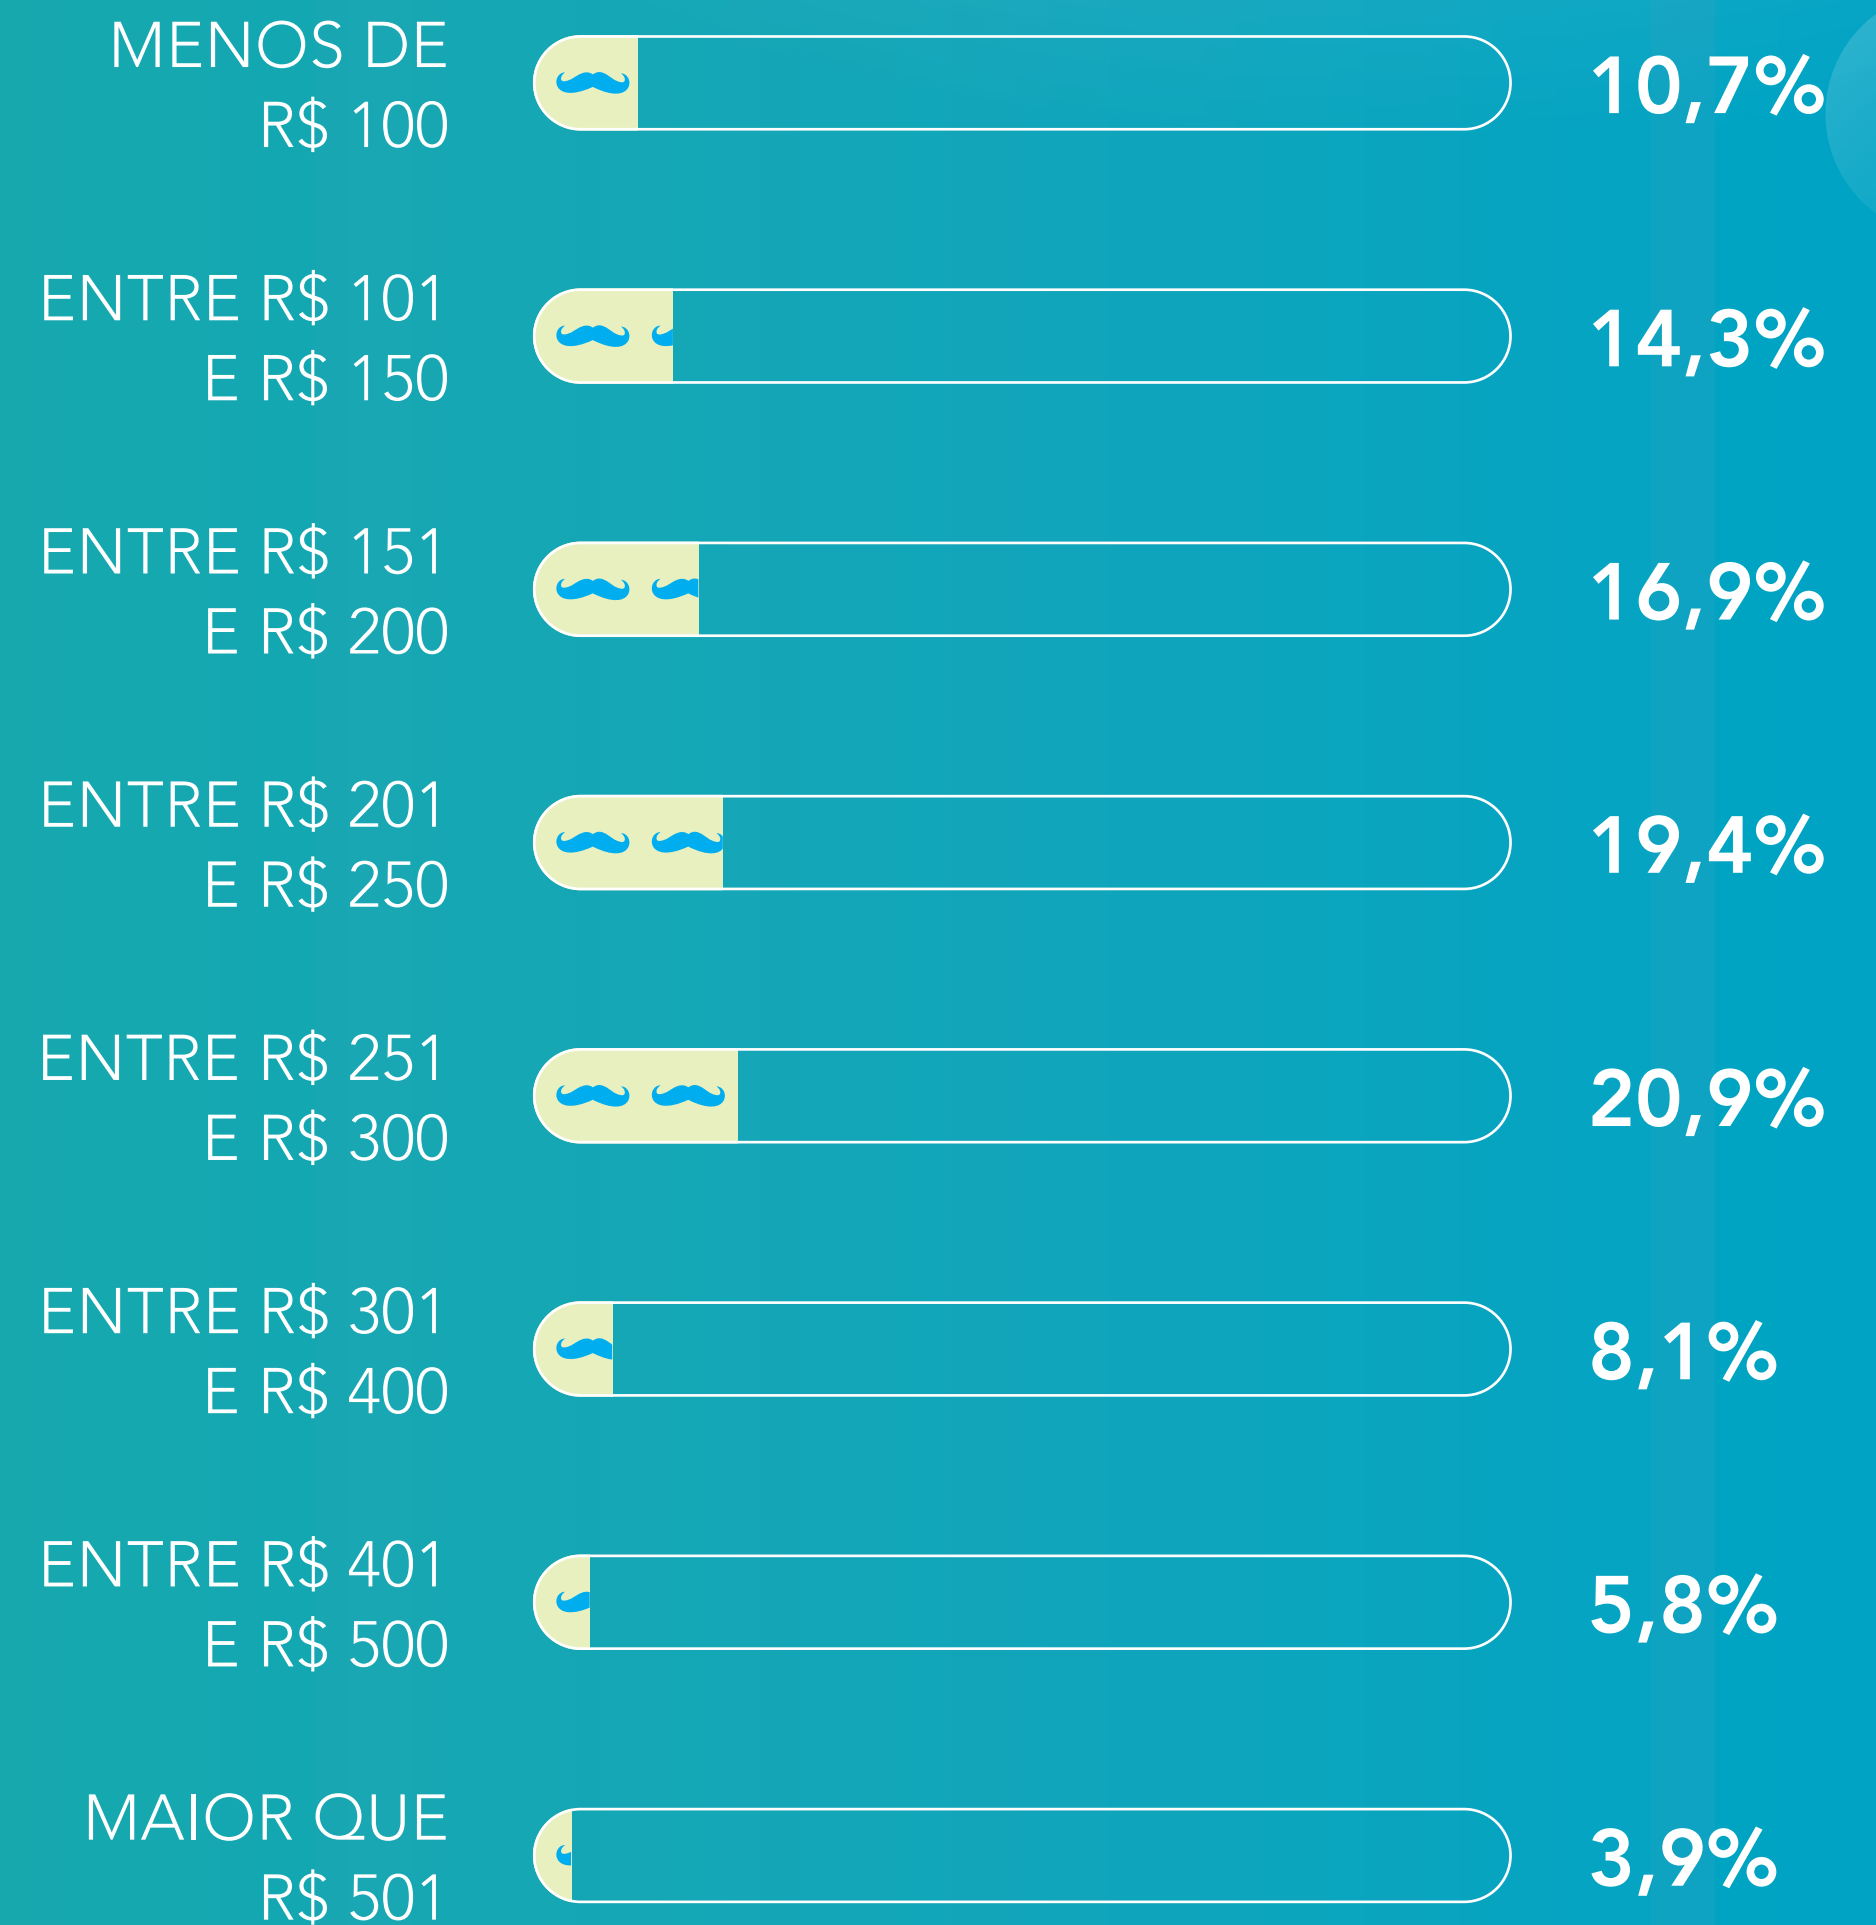 MENOS DE
R$ 100
10,7%
ENTRE R$ 101
E R$ 150
14,3%
ENTRE R$ 151
E R$ 200
16,9%
ENTRE R$ 201
E R$ 250
19,4%
ENTRE R$ 251
E R$ 300
20,9%
ENTRE R$ 301
E R$ 400
8,1%
ENTRE R$ 401
E R$ 500
5,8%
MAIOR QUE
R$ 501
3,9%